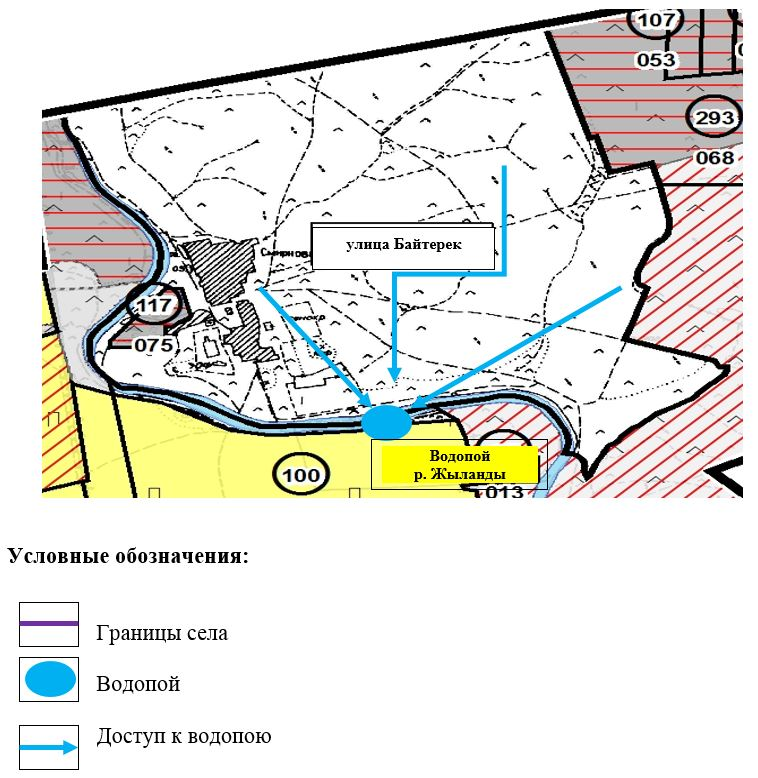 107
053
293
068
улица Байтерек
117
075
Водопой
р. Жыланды
100
013
Условные обозначения:
Границы села
Водопой
Доступ к водопою